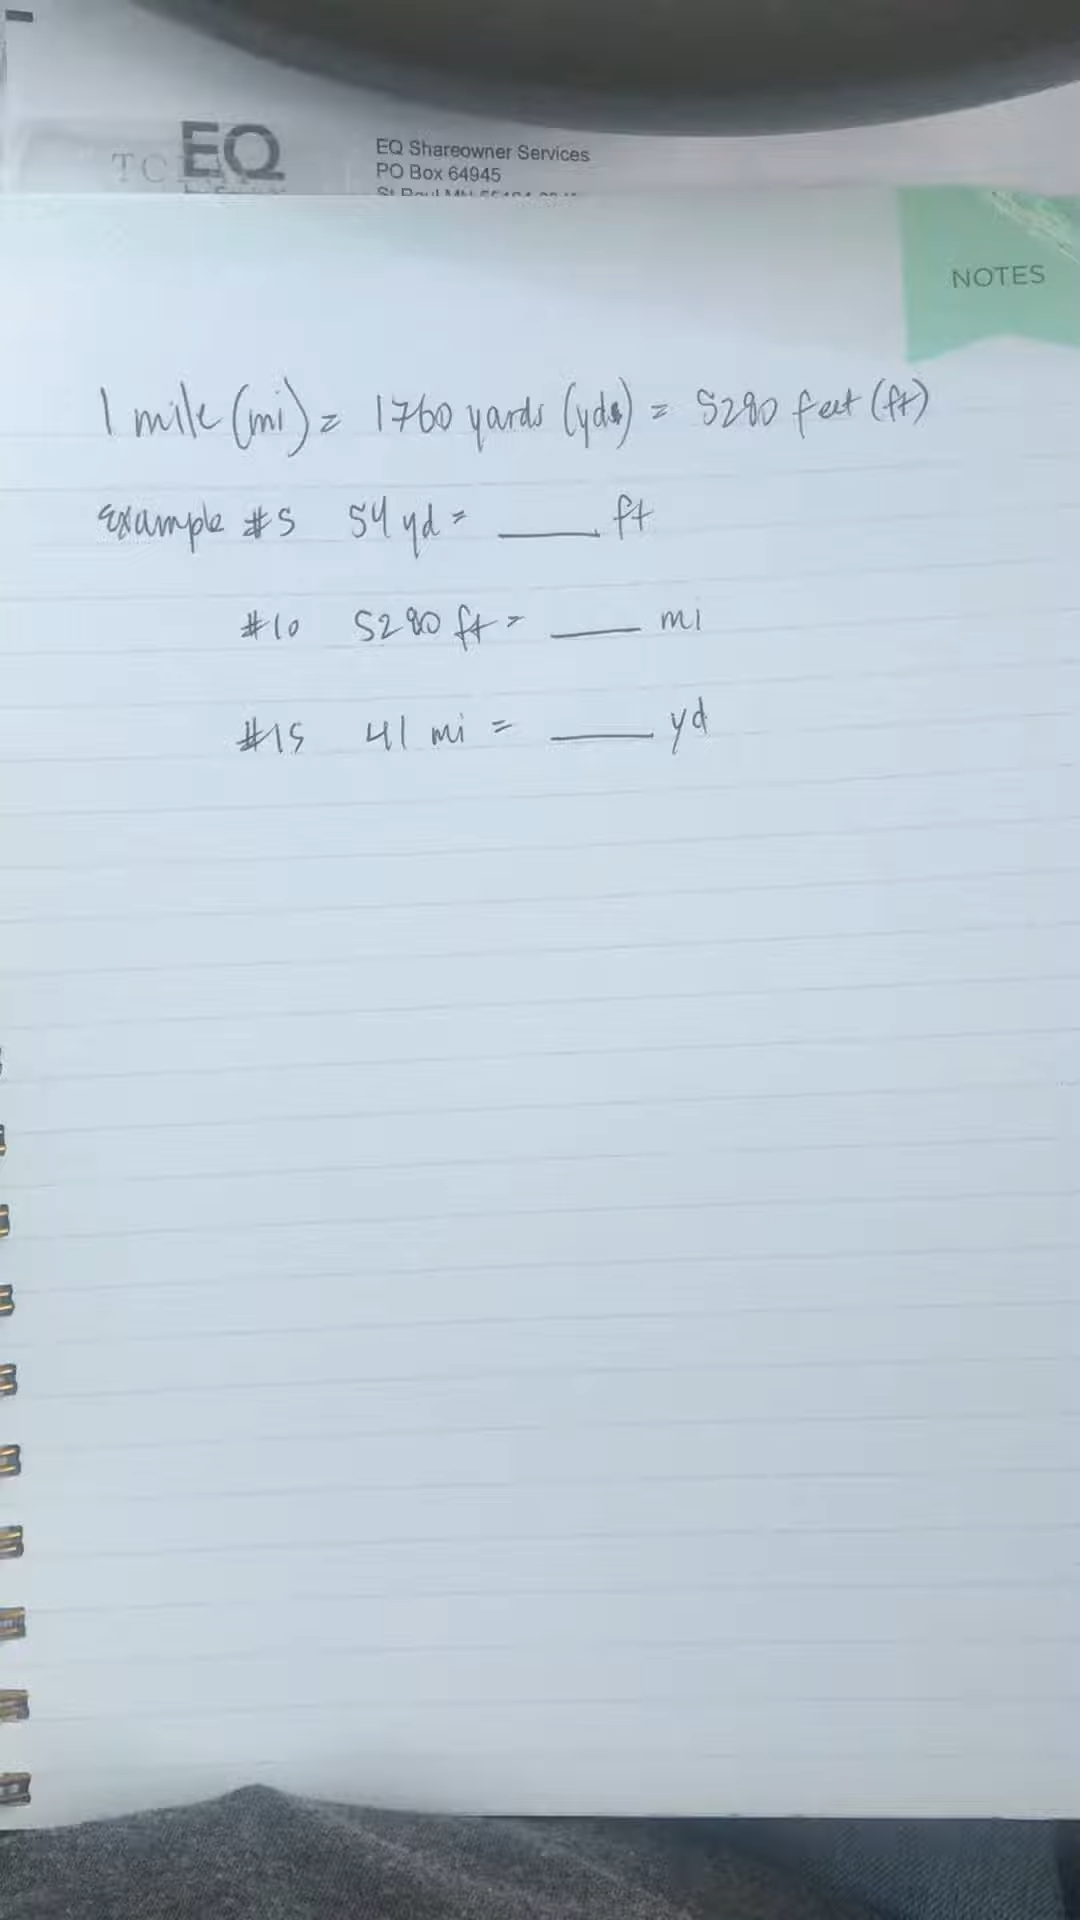 EQ
EQ Shareowner Services
PO Box 64945
NOTES
1 mile (mi) = 1760 yards (yds) = 5280 feet (ft)
Example #5 54 yd = ____ ft
#10 5280 ft = ____ mi
#15 41 mi = ____ yd